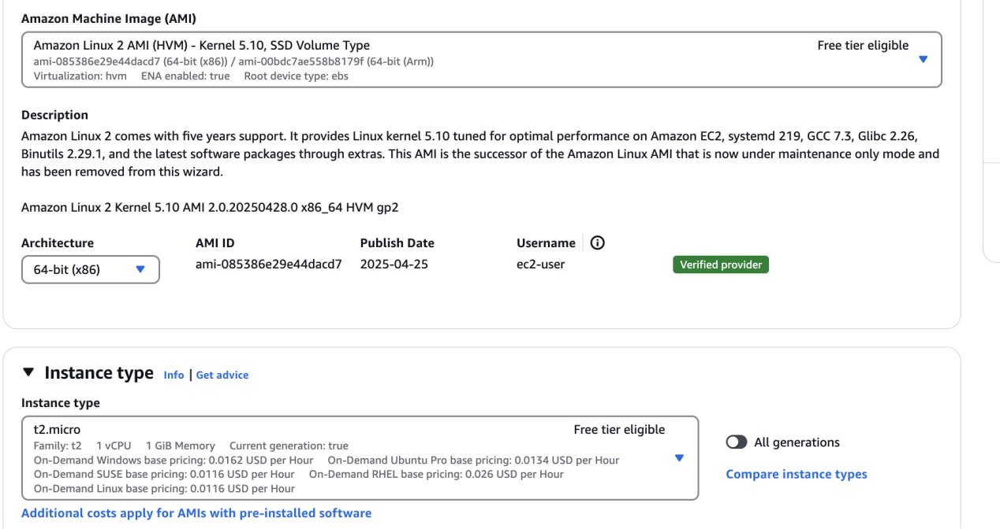 Amazon Machine Image (AMI)
Amazon Linux 2 AMI (HVM) - Kernel 5.10, SSD Volume Type
Free tier eligible
ami-085386e29e44dacd7 (64-bit (x86)) / ami-00bdc7ae558b8179f (64-bit (Arm))
Virtualization: hvm ENA enabled: true Root device type: ebs
Description
Amazon Linux 2 comes with five years support. It provides Linux kernel 5.10 tuned for optimal performance on Amazon EC2, systemd 219, GCC 7.3, Glibc 2.26,
Binutils 2.29.1, and the latest software packages through extras. This AMI is the successor of the Amazon Linux AMI that is now under maintenance only mode and
has been removed from this wizard.
Amazon Linux 2 Kernel 5.10 AMI 2.0.20250428.0 x86_64 HVM gp2
Architecture AMI ID Publish Date Username
64-bit (x86) ami-085386e29e44dacd7 2025-04-25 ec2-user Verified provider
Instance type Info | Get advice
Instance type
t2.micro Free tier eligible
Family: t2 1 vCPU 1 GiB Memory Current generation: true
On-Demand Windows base pricing: 0.0162 USD per Hour On-Demand Ubuntu Pro base pricing: 0.0134 USD per Hour
On-Demand SUSE base pricing: 0.0116 USD per Hour On-Demand RHEL base pricing: 0.026 USD per Hour
On-Demand Linux base pricing: 0.0116 USD per Hour
All generations
Compare instance types
Additional costs apply for AMIs with pre-installed software